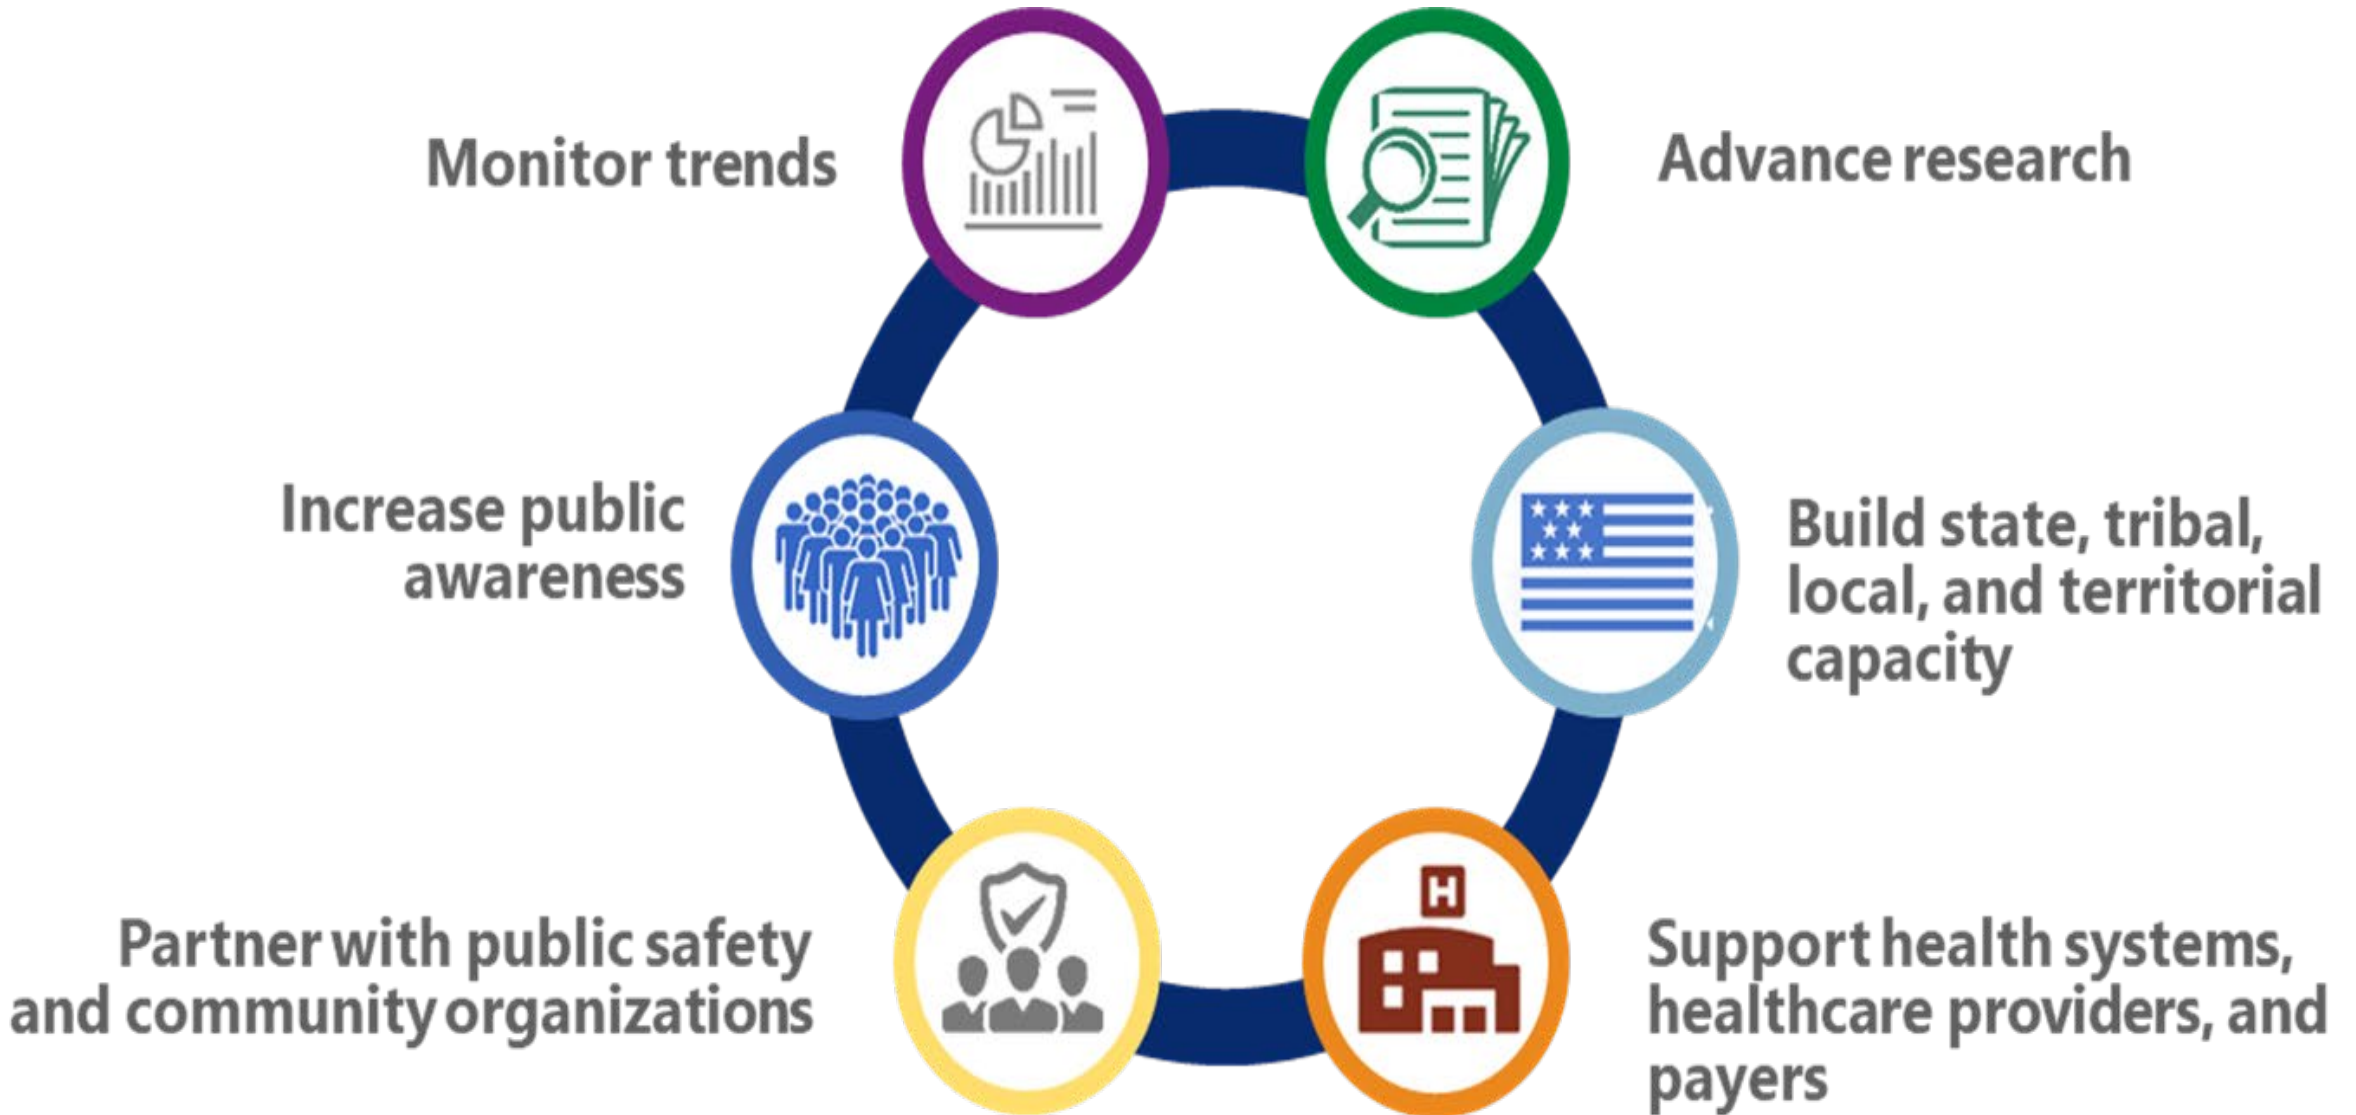 Monitor trends
Advance research
Increase public
awareness
Build state, tribal,
local, and territorial
capacity
H
Partner with public safety
and community organizations
Support health systems,
healthcare providers, and
payers